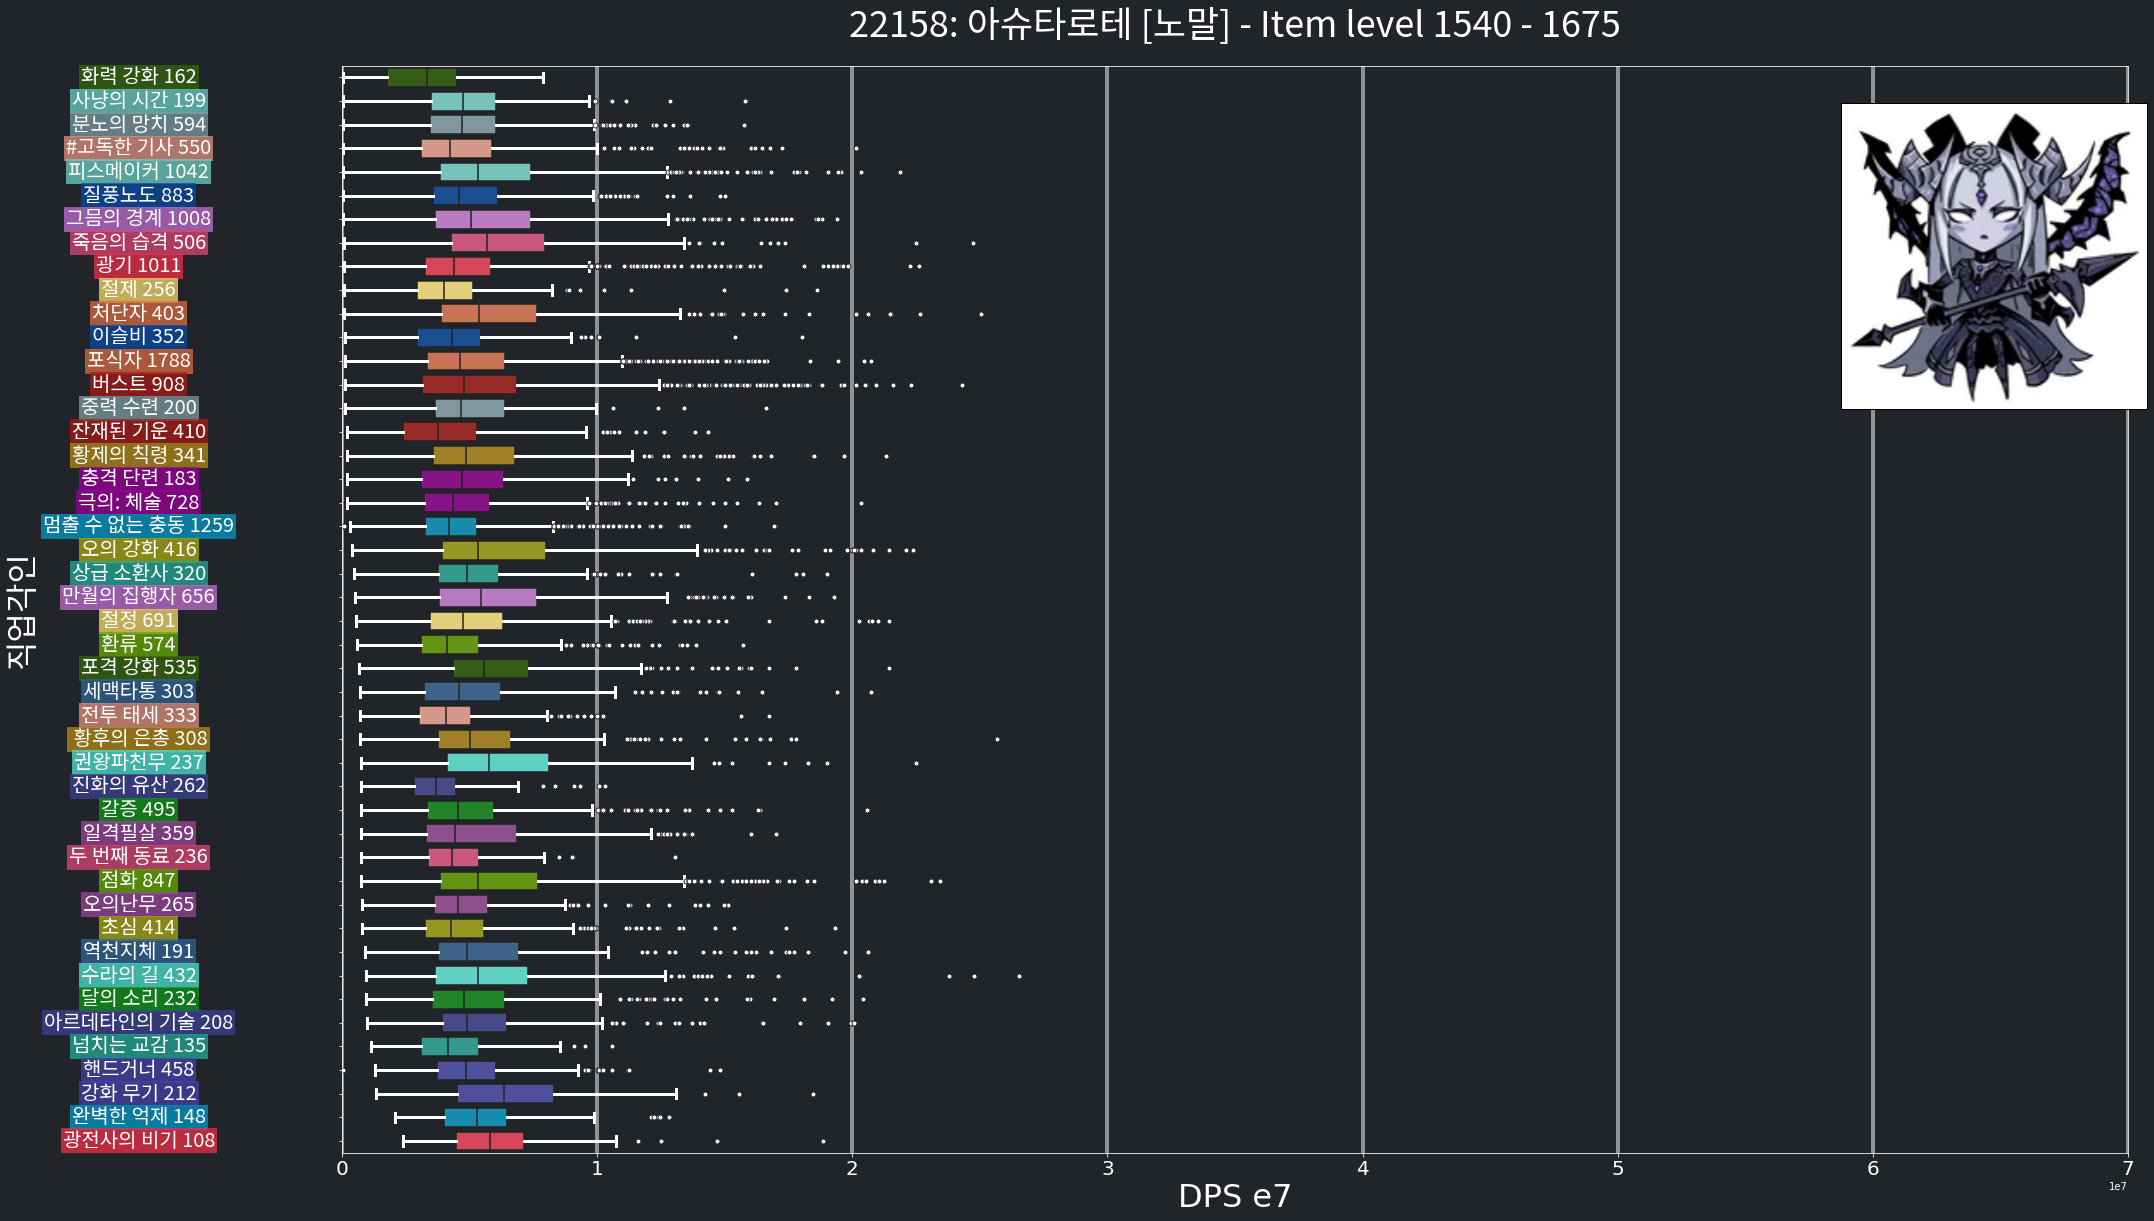 22158: 아슈타로테 [노말] - Item level 1540 - 1675
직업각인
화력 강화 162
사냥의 시간 199
분노의 망치 594
#고독한 기사 550
피스메이커 1042
질풍노도 883
그믐의 경계 1008
죽음의 습격 506
광기 1011
절제 256
처단자 403
이슬비 352
포식자 1788
버스트 908
중력 수련 200
잔재된 기운 410
황제의 칙령 341
충격 단련 183
극의: 체술 728
멈출 수 없는 충동 1259
오의 강화 416
상급 소환사 320
만월의 집행자 656
절정 691
환류 574
포격 강화 535
세맥타통 303
전투 태세 333
황후의 은총 308
권왕파천무 237
진화의 유산 262
갈증 495
일격필살 359
두 번째 동료 236
점화 847
오의난무 265
초심 414
역천지체 191
수라의 길 432
달의 소리 232
아르데타인의 기술 208
넘치는 교감 135
핸드거너 458
강화 무기 212
완벽한 억제 148
광전사의 비기 108
0 1 2 3 4 5 6 7
1e7
DPS e7